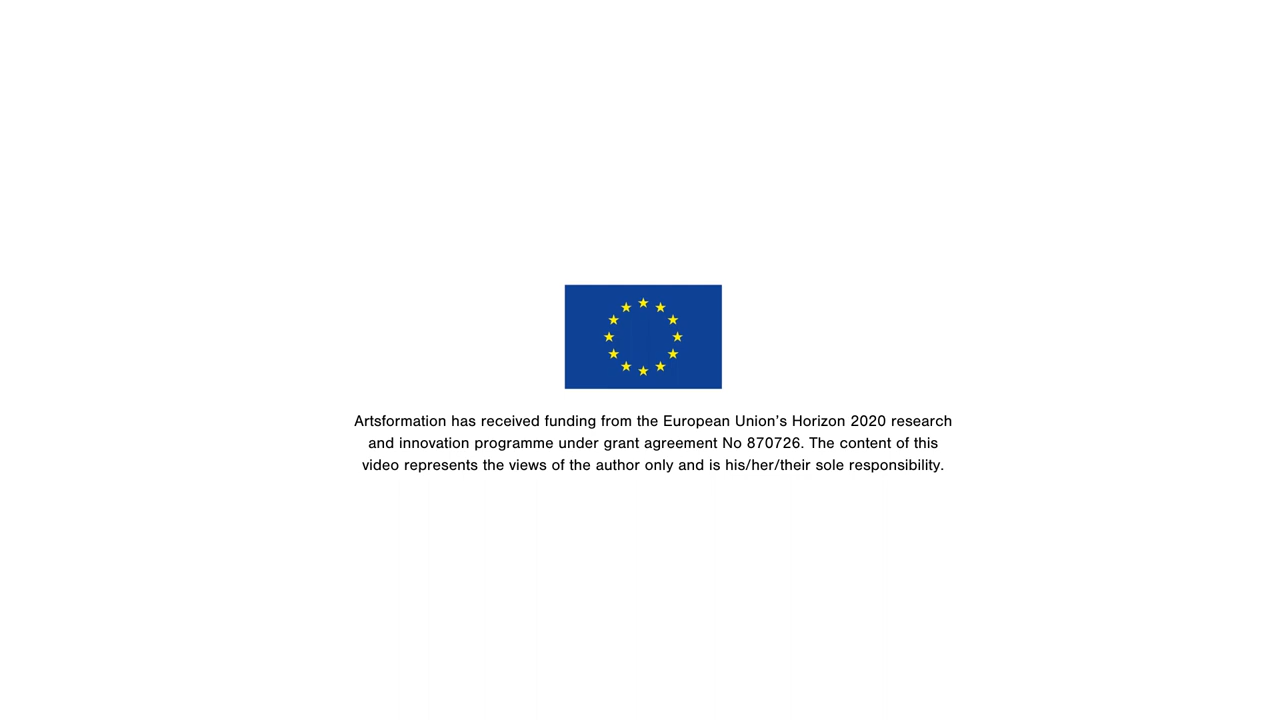 Artsformation has received funding from the European Union’s Horizon 2020 research
and innovation programme under grant agreement No 870726. The content of this
video represents the views of the author only and is his/her/their sole responsibility.